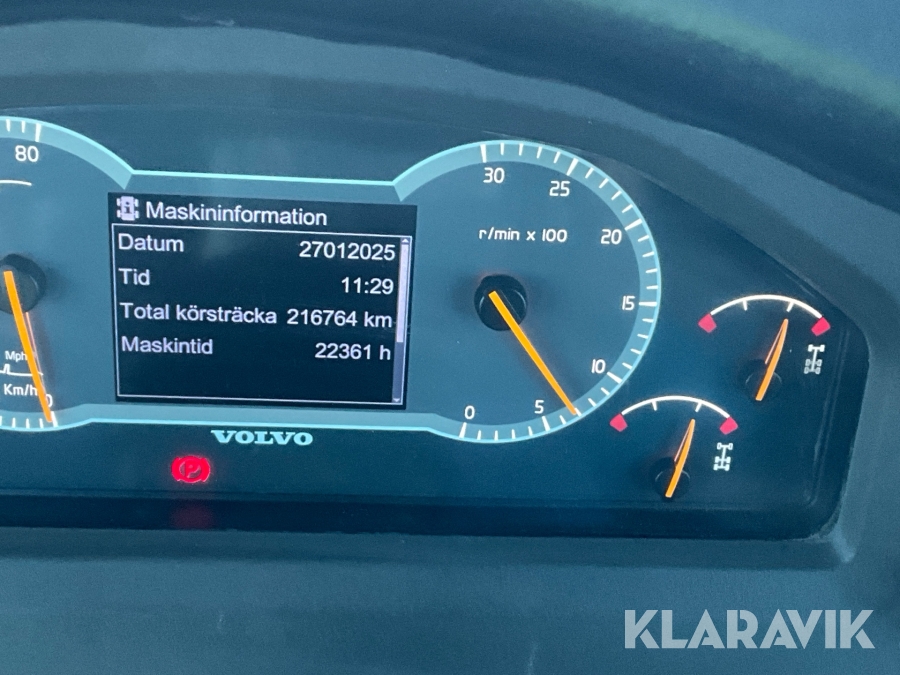 80
Maskininformation
Datum 27012025
Tid 11:29
Total körsträcka 216764 km
Maskintid 22361 h
Mph
Km/h
0
30
25
r/min x 100
20
15
10
5
0
VOLVO
P
KLARAVIK